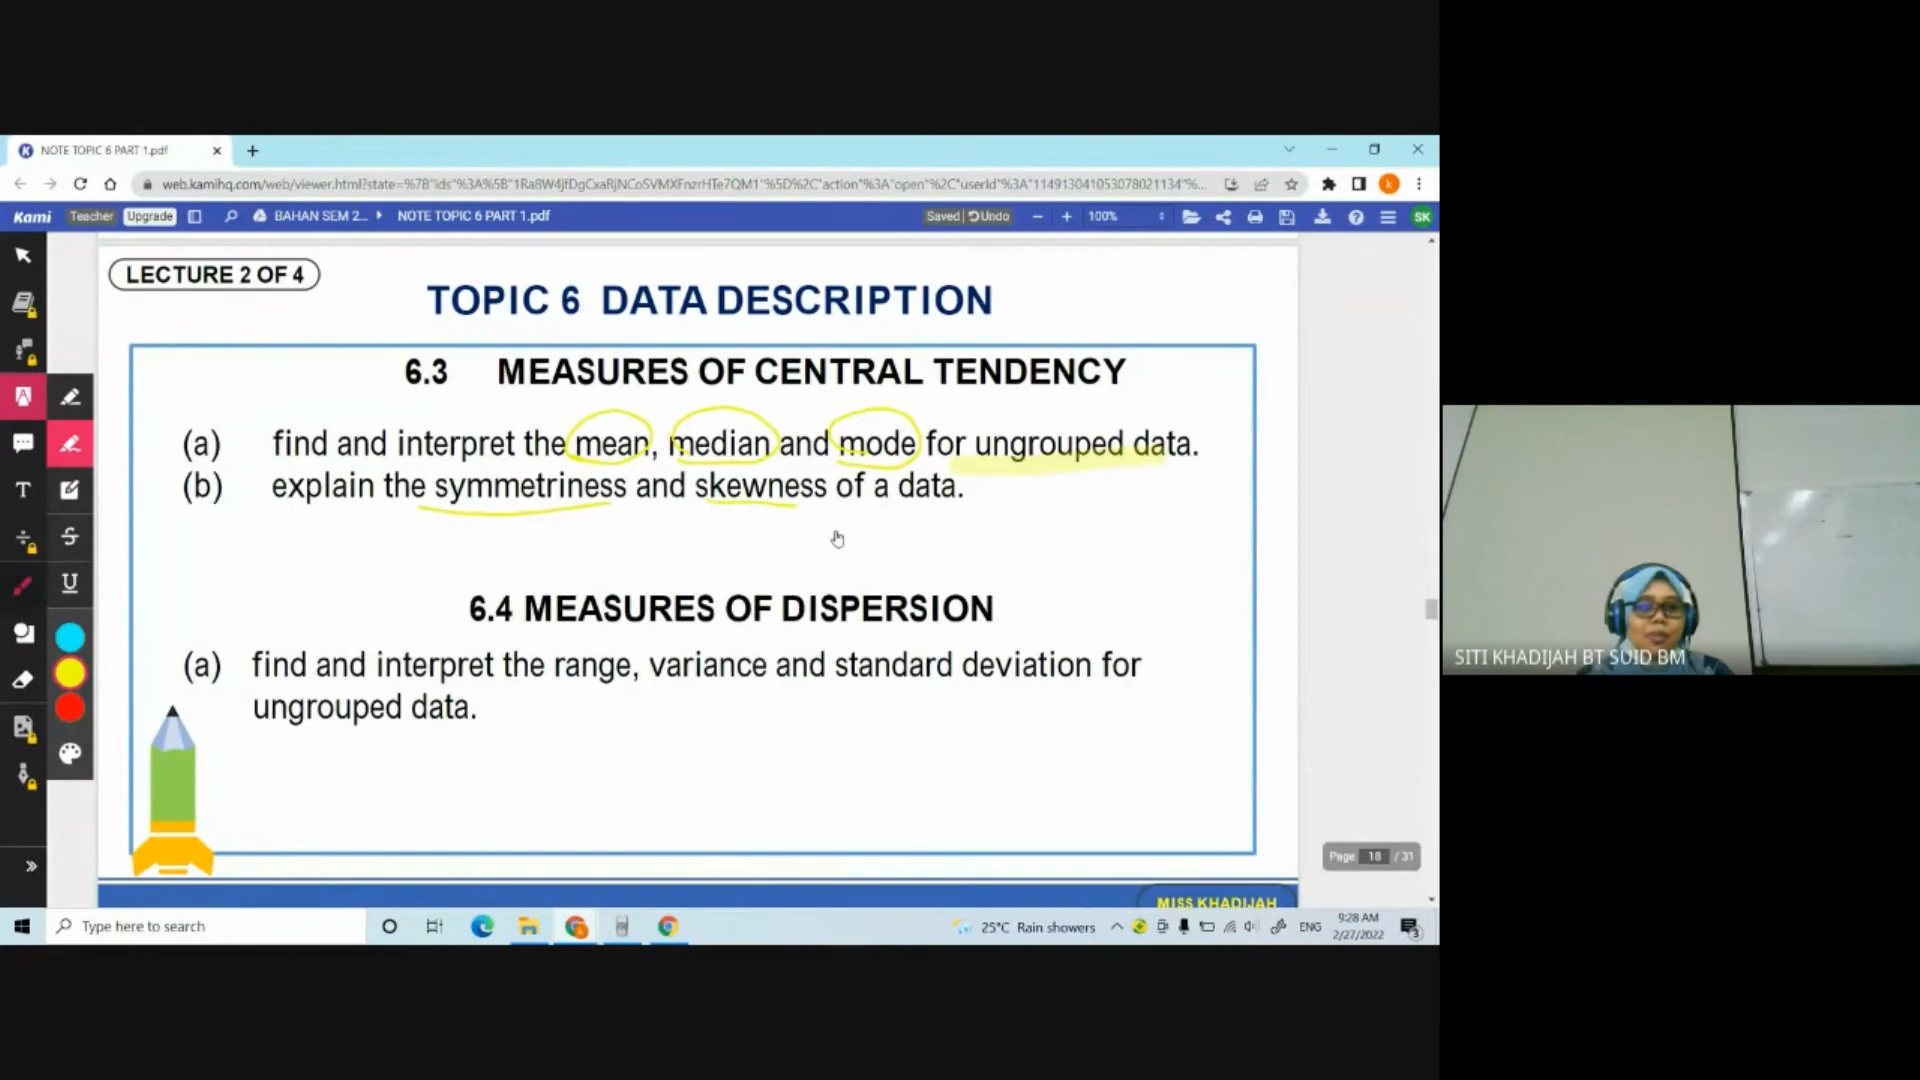 NOTE TOPIC 6 PART 1.pdf
Kami Teacher Upgrade BAHAN SEM 2... NOTE TOPIC 6 PART 1.pdf Saved Undo 100% SK
LECTURE 2 OF 4
TOPIC 6 DATA DESCRIPTION
6.3 MEASURES OF CENTRAL TENDENCY
(a) find and interpret the mean, median and mode for ungrouped data.
(b) explain the symmetriness and skewness of a data.
6.4 MEASURES OF DISPERSION
(a) find and interpret the range, variance and standard deviation for
ungrouped data.
Page 18 / 31
MISS KHADIJAH
Type here to search
25°C Rain showers ENG
9:28 AM
2/27/2022
SITI KHADIJAH BT SUID BM